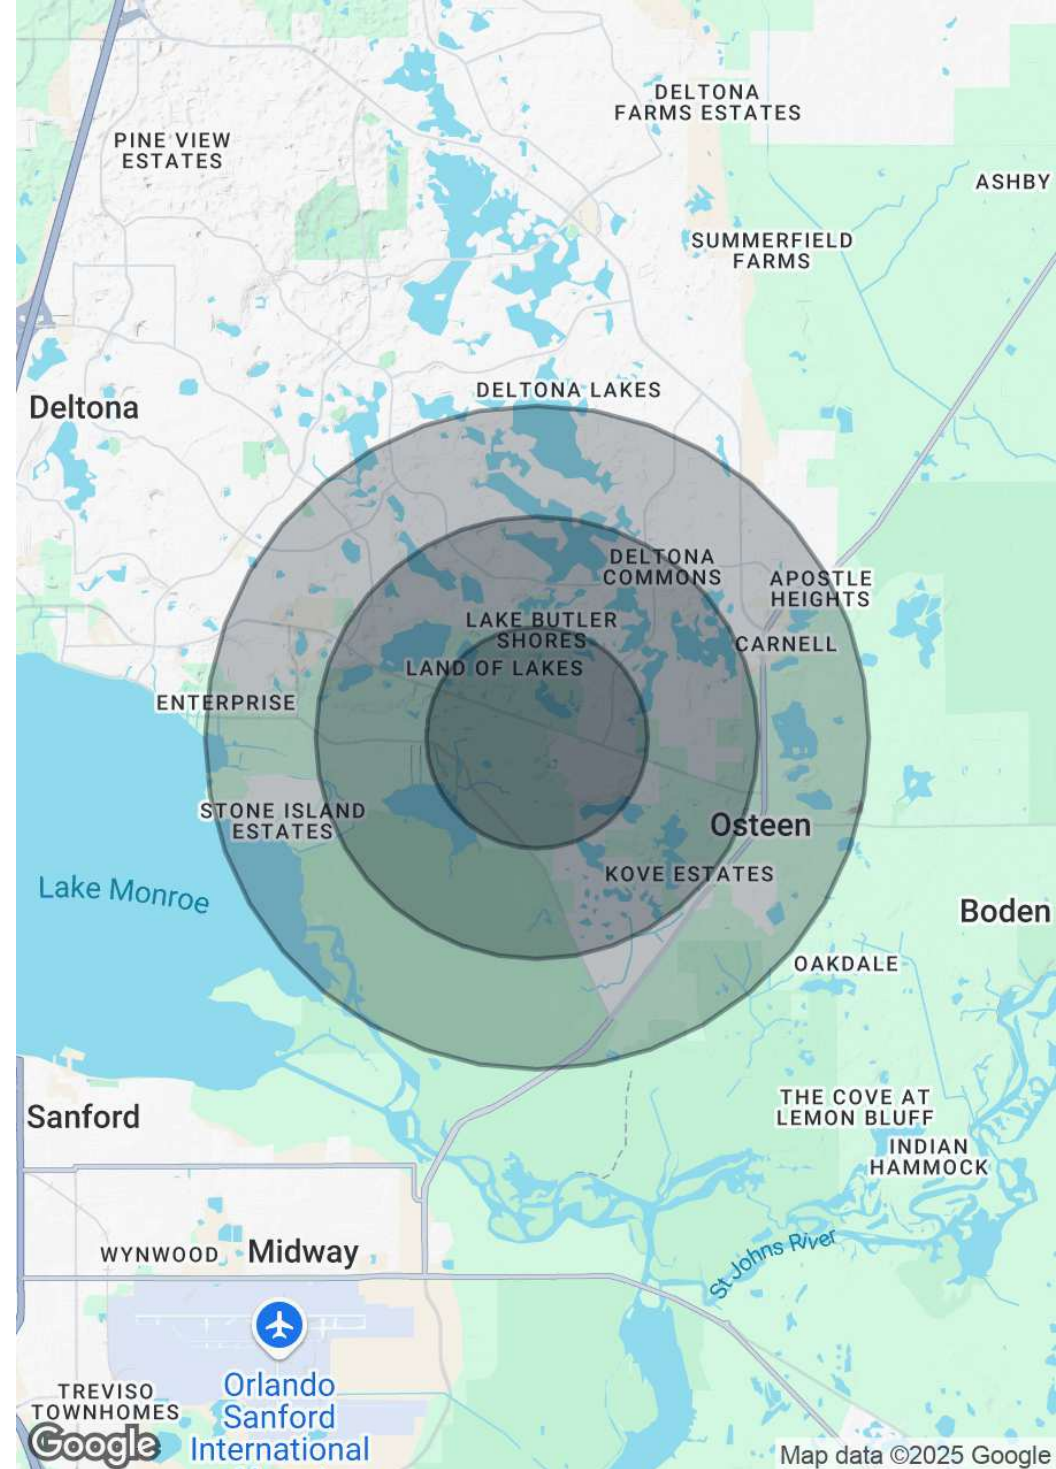 DELTONA
FARMS ESTATES
PINE VIEW
ESTATES
ASHBY
SUMMERFIELD
FARMS
DELTONA LAKES
Deltona
DELTONA
COMMONS
APOSTLE
HEIGHTS
LAKE BUTLER
SHORES
CARNELL
LAND OF LAKES
ENTERPRISE
STONE ISLAND
ESTATES
Osteen
KOVE ESTATES
Lake Monroe
Boden
OAKDALE
Sanford
THE COVE AT
LEMON BLUFF
INDIAN
HAMMOCK
WYNWOOD
Midway
St Johns River
Orlando
Sanford
International
TREVISO
TOWNHOMES
Google
Map data ©2025 Google